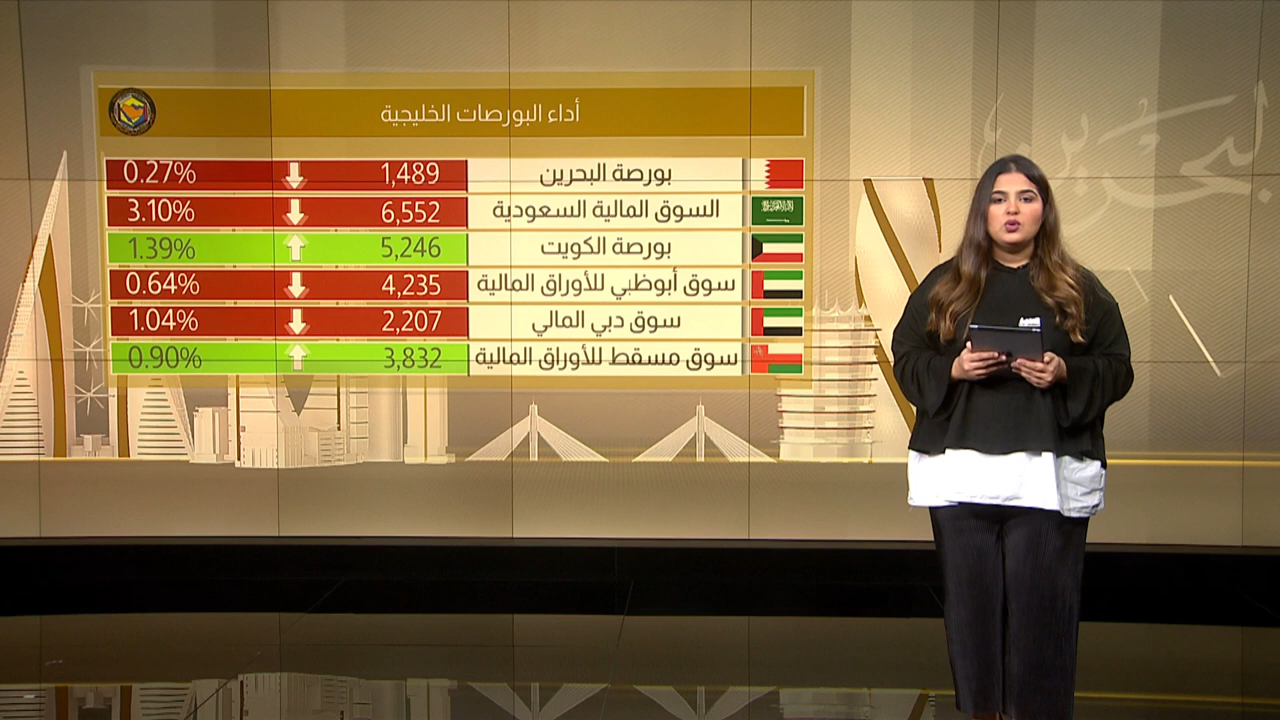 أداء البورصات الخليجية
بورصة البحرين 1,489 0.27%
السوق المالية السعودية 6,552 3.10%
بورصة الكويت 5,246 1.39%
سوق أبوظبي للأوراق المالية 4,235 0.64%
سوق دبي المالي 2,207 1.04%
سوق مسقط للأوراق المالية 3,832 0.90%
البحرين